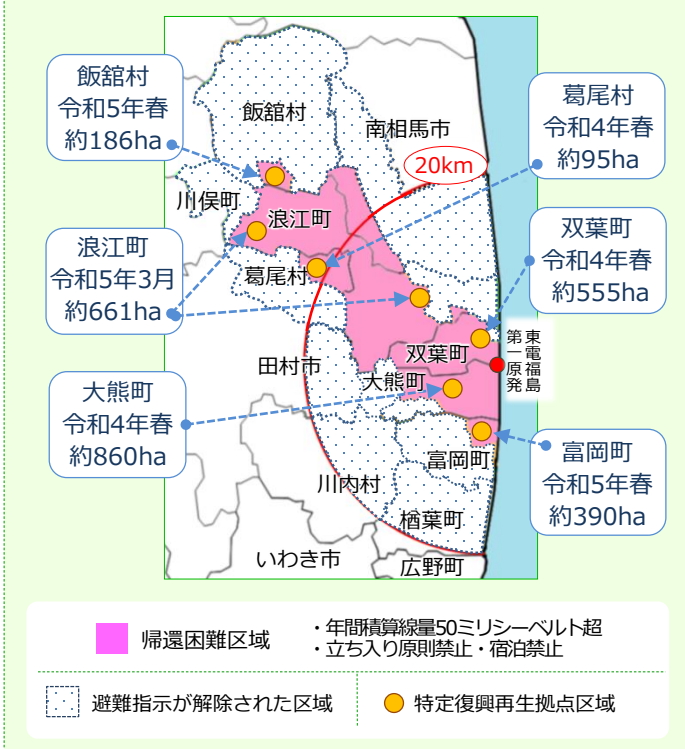 飯舘村
令和5年春
約186ha
葛尾村
令和4年春
約95ha
飯舘村
南相馬市
20km
川俣町
浪江町
浪江町
令和5年3月
約661ha
双葉町
令和4年春
約555ha
葛尾村
田村市
双葉町
大熊町
東電福島
第一原発
大熊町
令和4年春
約860ha
富岡町
令和5年春
約390ha
富岡町
川内村
楢葉町
いわき市
広野町
帰還困難区域
・年間積算線量50ミリシーベルト超
・立ち入り原則禁止・宿泊禁止
避難指示が解除された区域
特定復興再生拠点区域